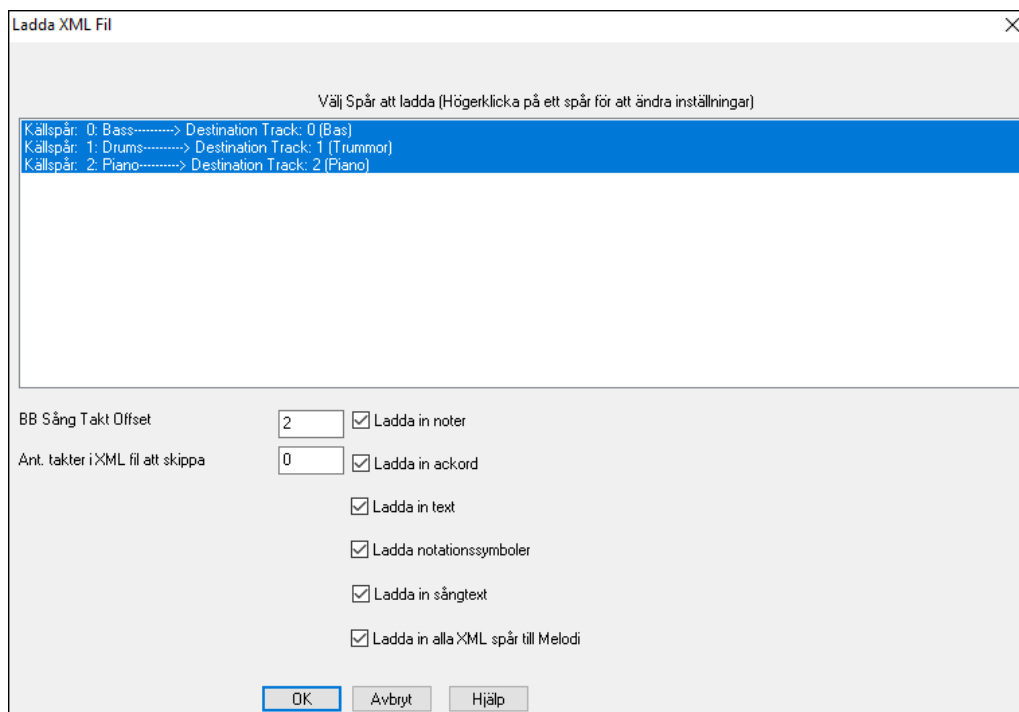 Ladda XML Fil
Välj Spår att ladda (Högerklicka på ett spår för att ändra inställningar)
Källspår:  0: Bass----------> Destination Track: 0 (Bas)
Källspår:  1: Drums----------> Destination Track: 1 (Trummor)
Källspår:  2: Piano----------> Destination Track: 2 (Piano)
BB Sång Takt Offset 2 Ladda in noter
Ant. takter i XML fil att skippa 0 Ladda in ackord
Ladda in text
Ladda notationssymboler
Ladda in sångtext
Ladda in alla XML spår till Melodi
OK Avbryt Hjälp